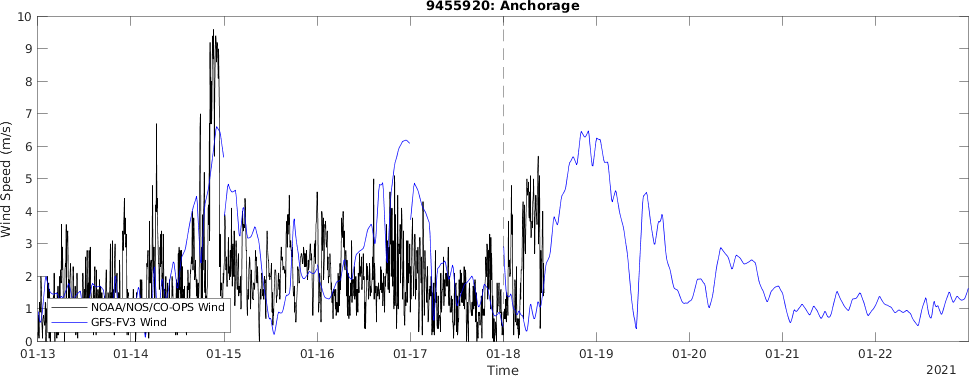 9455920: Anchorage
Wind Speed (m/s)
10
9
8
7
6
5
4
3
2
1
0
NOAA/NOS/CO-OPS Wind
GFS-FV3 Wind
01-13 01-14 01-15 01-16 01-17 01-18 01-19 01-20 01-21 01-22
Time
2021